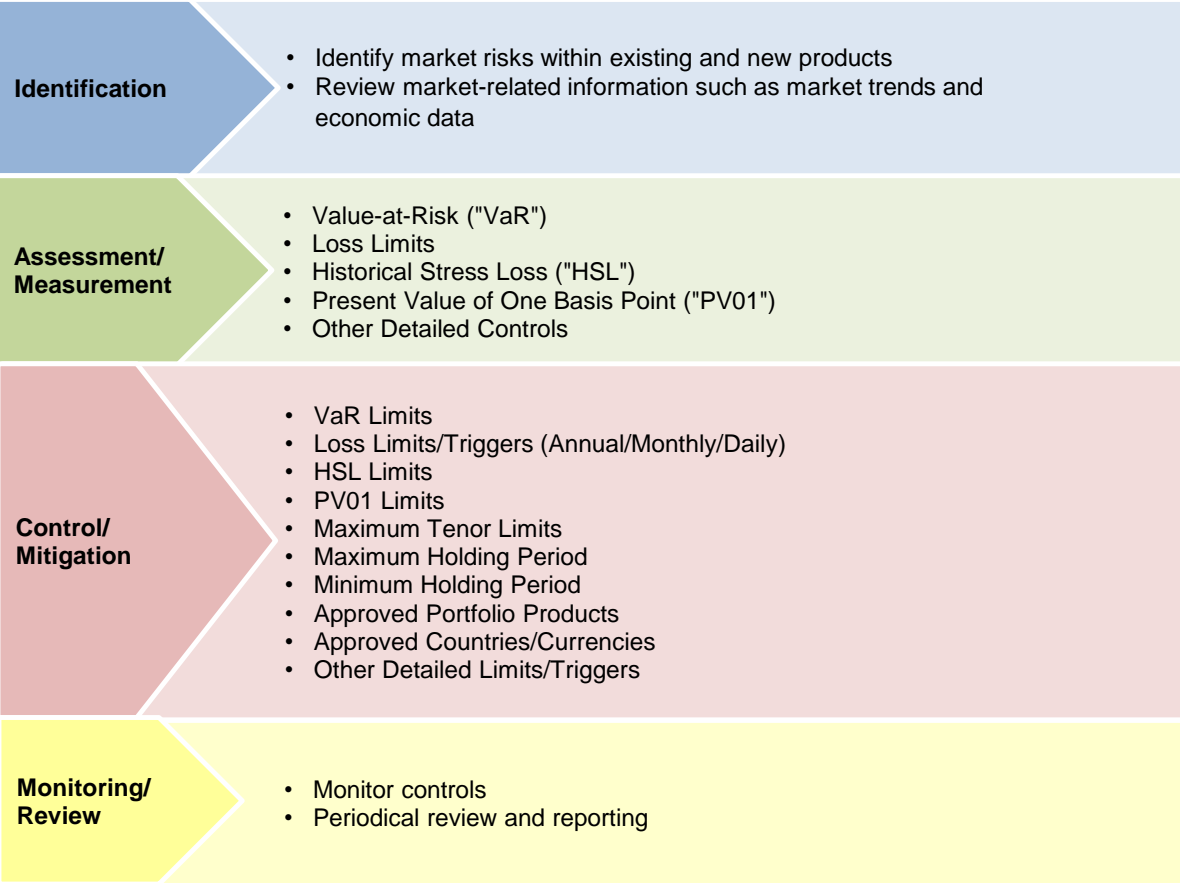 Identification
• Identify market risks within existing and new products
• Review market-related information such as market trends and
economic data
Assessment/
Measurement
• Value-at-Risk ("VaR")
• Loss Limits
• Historical Stress Loss ("HSL")
• Present Value of One Basis Point ("PV01")
• Other Detailed Controls
Control/
Mitigation
• VaR Limits
• Loss Limits/Triggers (Annual/Monthly/Daily)
• HSL Limits
• PV01 Limits
• Maximum Tenor Limits
• Maximum Holding Period
• Minimum Holding Period
• Approved Portfolio Products
• Approved Countries/Currencies
• Other Detailed Limits/Triggers
Monitoring/
Review
• Monitor controls
• Periodical review and reporting